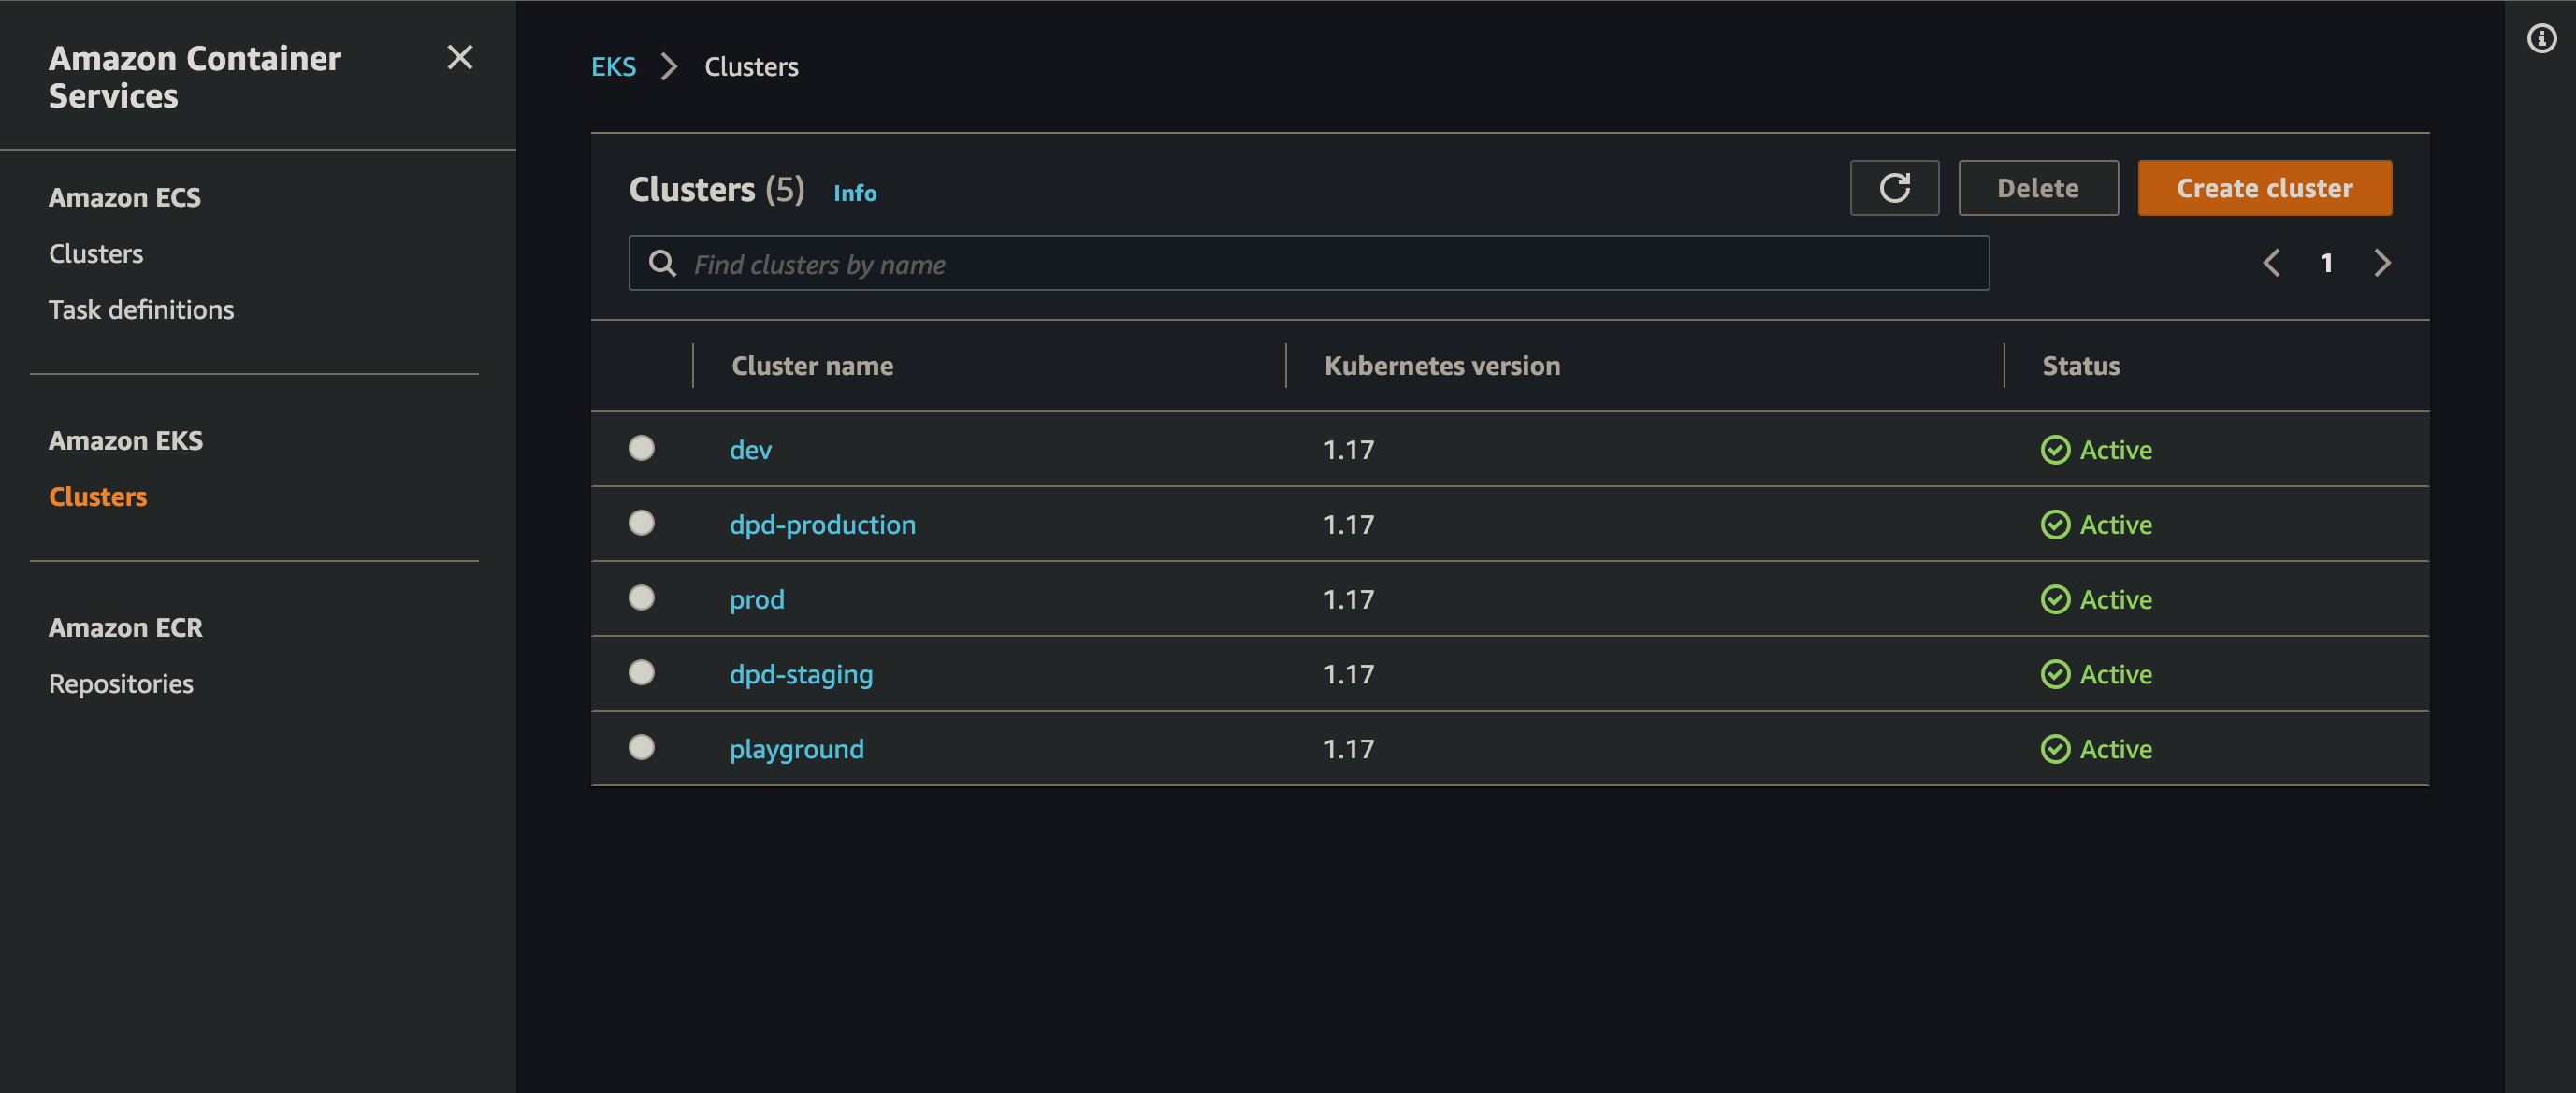 Amazon Container
Services
Amazon ECS
Clusters
Task definitions
Amazon EKS
Clusters
Amazon ECR
Repositories
EKS > Clusters
Clusters (5) Info
Delete
Create cluster
Find clusters by name
1
Cluster name Kubernetes version Status
dev 1.17 Active
dpd-production 1.17 Active
prod 1.17 Active
dpd-staging 1.17 Active
playground 1.17 Active